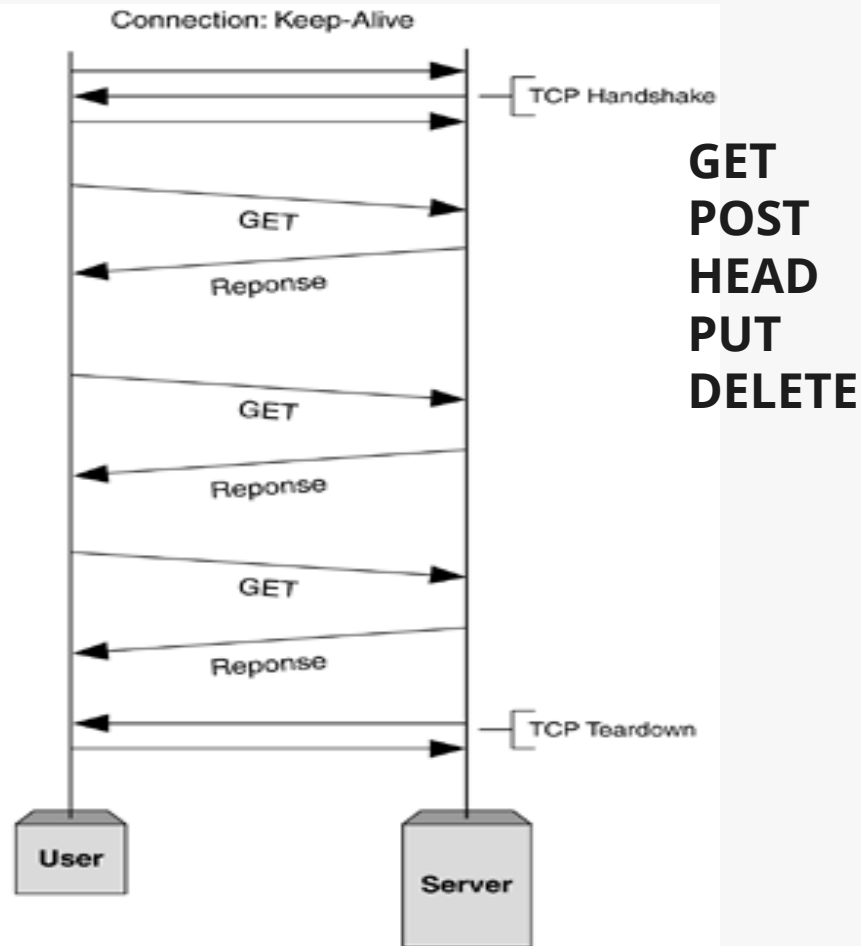 Connection: Keep-Alive
TCP Handshake
GET
POST
HEAD
PUT
DELETE
GET
Reponse
GET
Reponse
GET
Reponse
TCP Teardown
User
Server